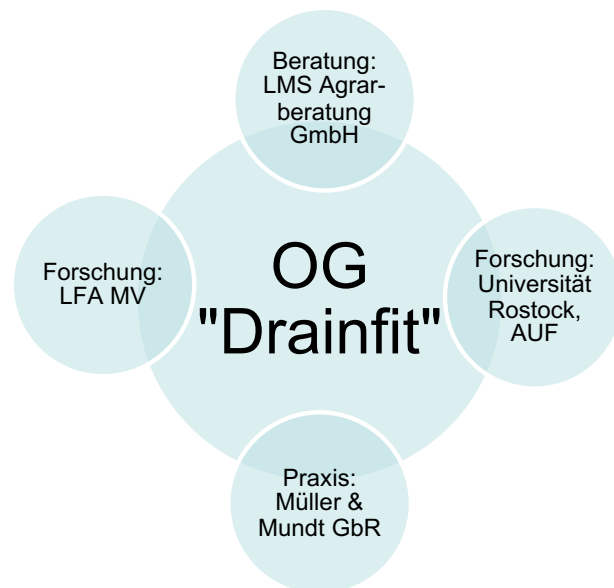 Beratung:
LMS Agrar-
beratung
GmbH
Forschung:
LFA MV
OG
"Drainfit"
Forschung:
Universität
Rostock,
AUF
Praxis:
Müller &
Mundt GbR